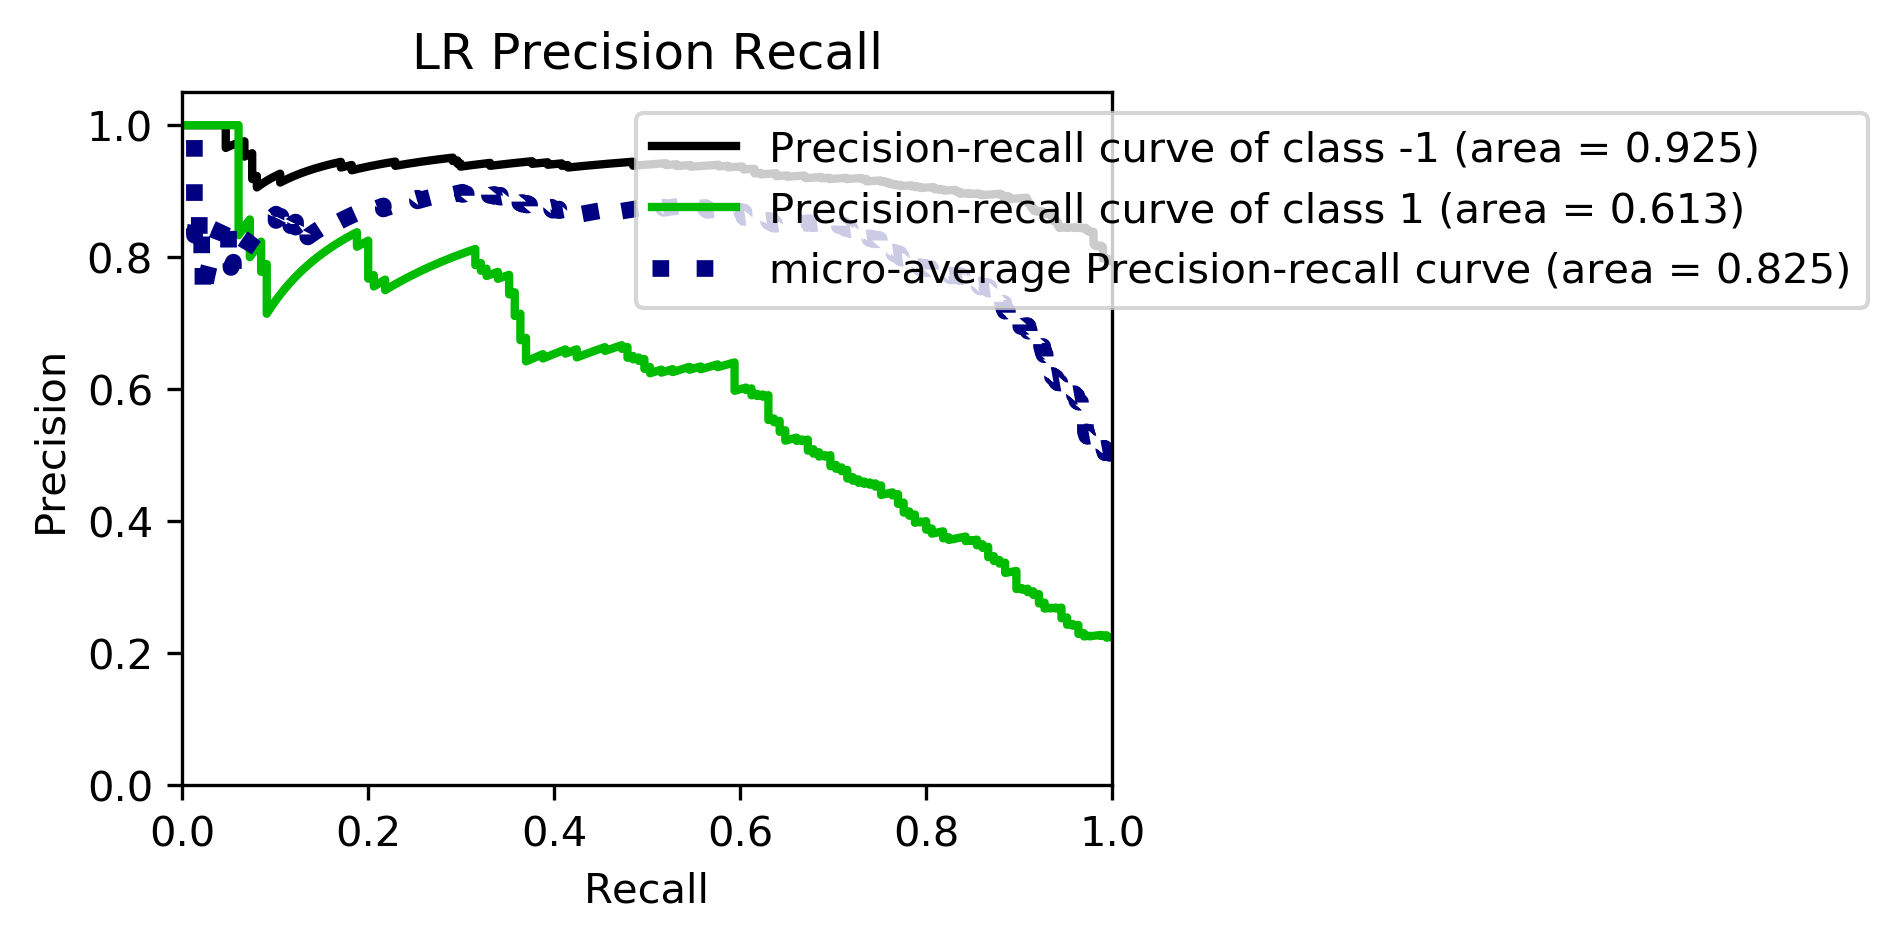 LR Precision Recall
Precision-recall curve of class -1 (area = 0.925)
Precision-recall curve of class 1 (area = 0.613)
micro-average Precision-recall curve (area = 0.825)
Precision
1.0
0.8
0.6
0.4
0.2
0.0
0.0 0.2 0.4 0.6 0.8 1.0
Recall